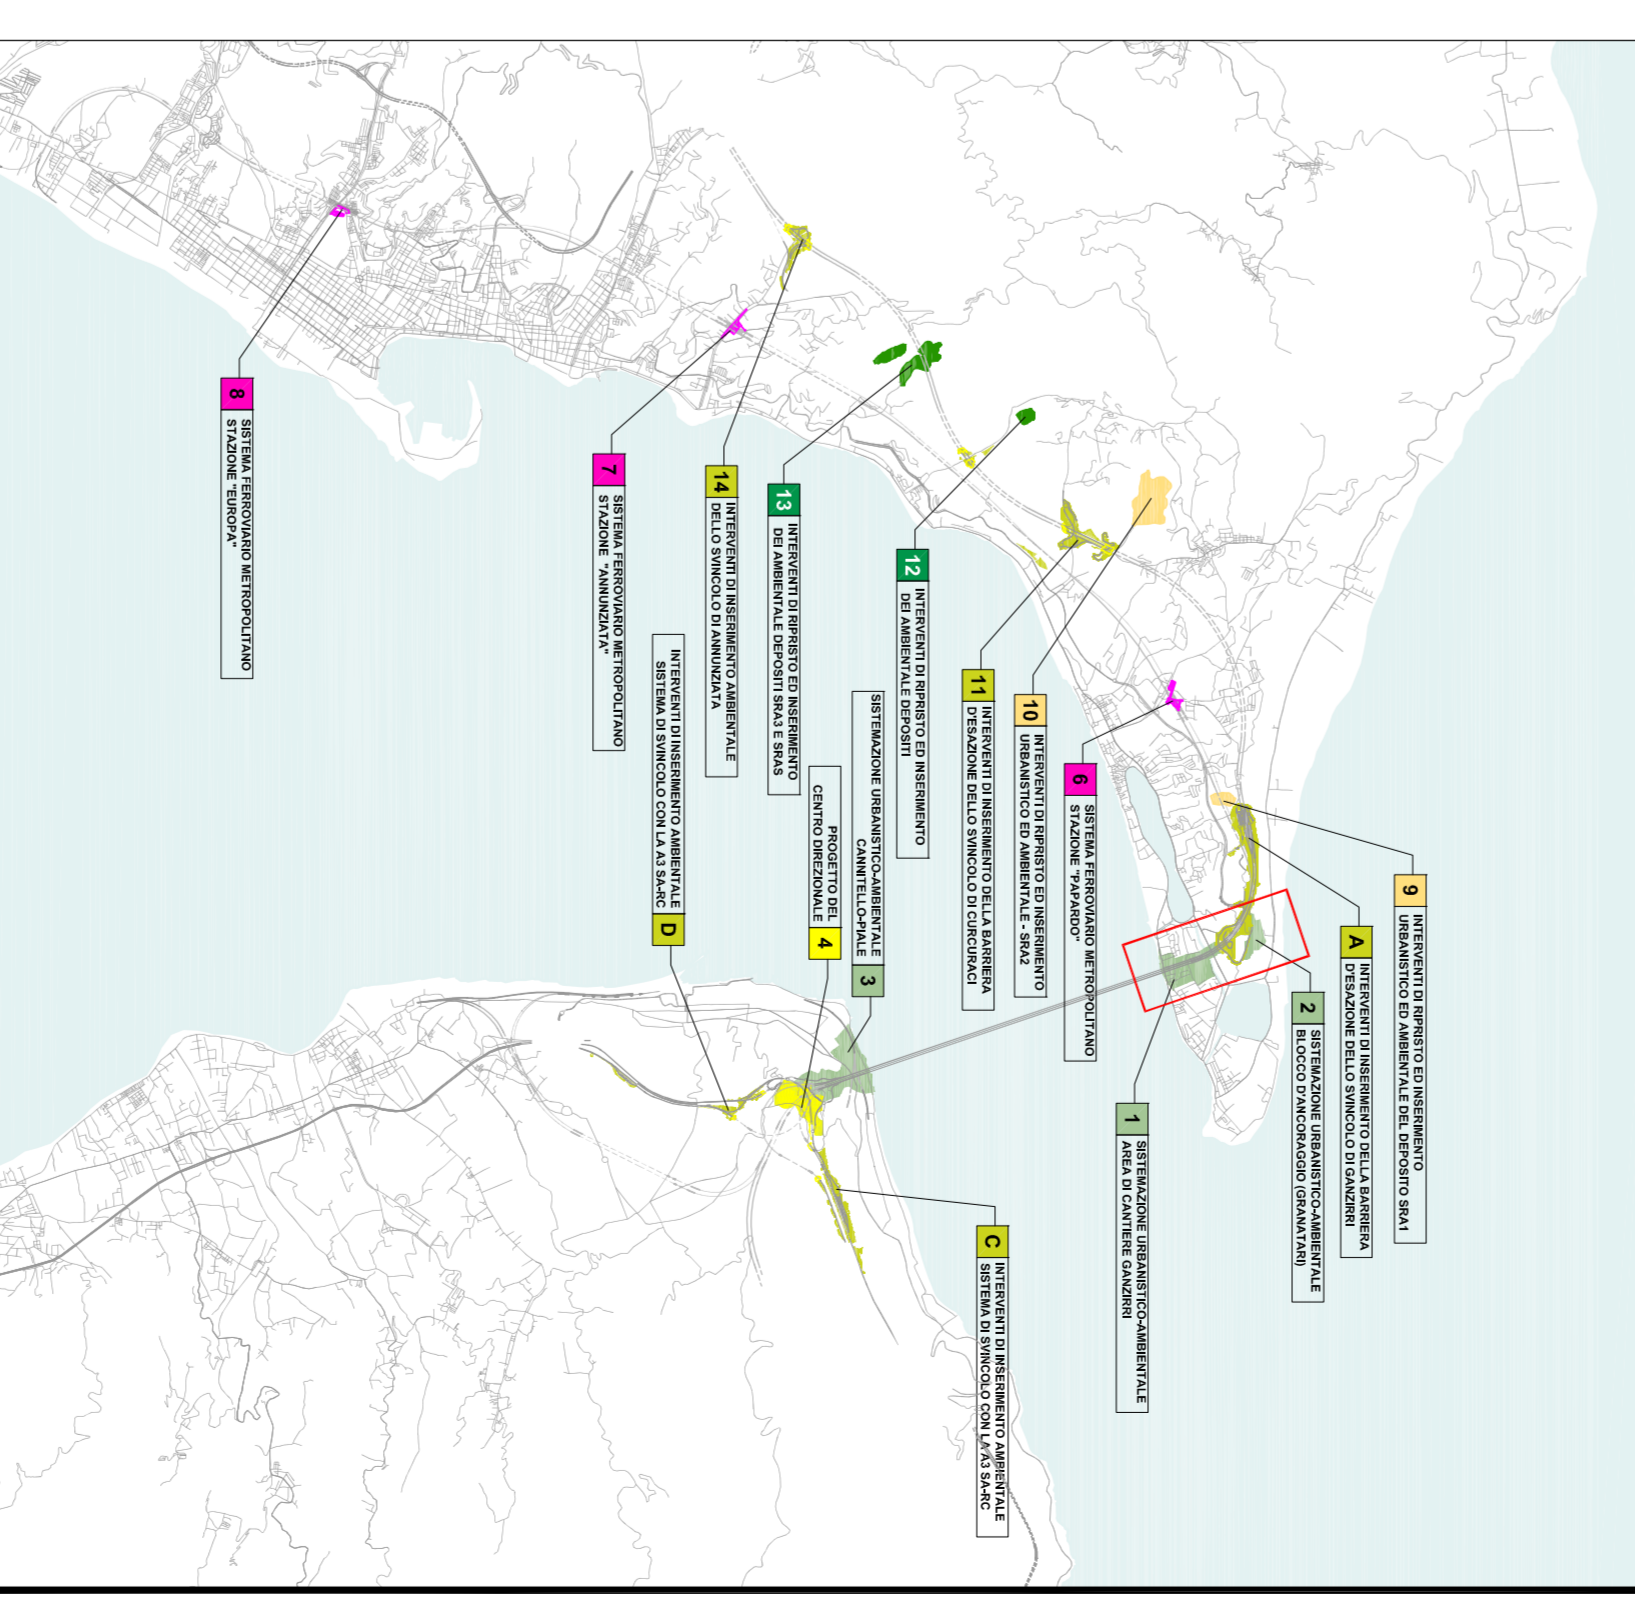 8
SISTEMA FERROVIARIO METROPOLITANO
STAZIONE "EUROPA"
7
SISTEMA FERROVIARIO METROPOLITANO
STAZIONE "ANNUNZIATA"
14
INTERVENTI DI INSERIMENTO AMBIENTALE
DELLO SVINCOLO DI ANNUNZIATA
13
INTERVENTI DI RIPRISTO ED INSERIMENTO
DEI AMBIENTALE DEPOSITI SRA3 E SRAS
12
INTERVENTI DI RIPRISTO ED INSERIMENTO
DEI AMBIENTALE DEPOSITI
11
INTERVENTI DI INSERIMENTO DELLA BARRIERA
D'ESAZIONE DELLO SVINCOLO DI CURCURACI
10
INTERVENTI DI RIPRISTO ED INSERIMENTO
URBANISTICO ED AMBIENTALE - SRA2
6
SISTEMA FERROVIARIO METROPOLITANO
STAZIONE "PAPARDO"
9
INTERVENTI DI RIPRISTO ED INSERIMENTO
URBANISTICO ED AMBIENTALE DEL DEPOSITO SRA1
A
INTERVENTI DI INSERIMENTO DELLA BARRIERA
D'ESAZIONE DELLO SVINCOLO DI GANZIRRI
2
SISTEMAZIONE URBANISTICO-AMBIENTALE
BLOCCO D'ANCORAGGIO (GRANATARI)
1
SISTEMAZIONE URBANISTICO-AMBIENTALE
AREA DI CANTIERE GANZIRRI
SISTEMAZIONE URBANISTICO-AMBIENTALE
CANNITELLO-PIALE
3
PROGETTO DEL
CENTRO DIREZIONALE
4
INTERVENTI DI INSERIMENTO AMBIENTALE
SISTEMA DI SVINCOLO CON LA A3 SA-RC
D
C
INTERVENTI DI INSERIMENTO AMBIENTALE
SISTEMA DI SVINCOLO CON LA A3 SA-RC